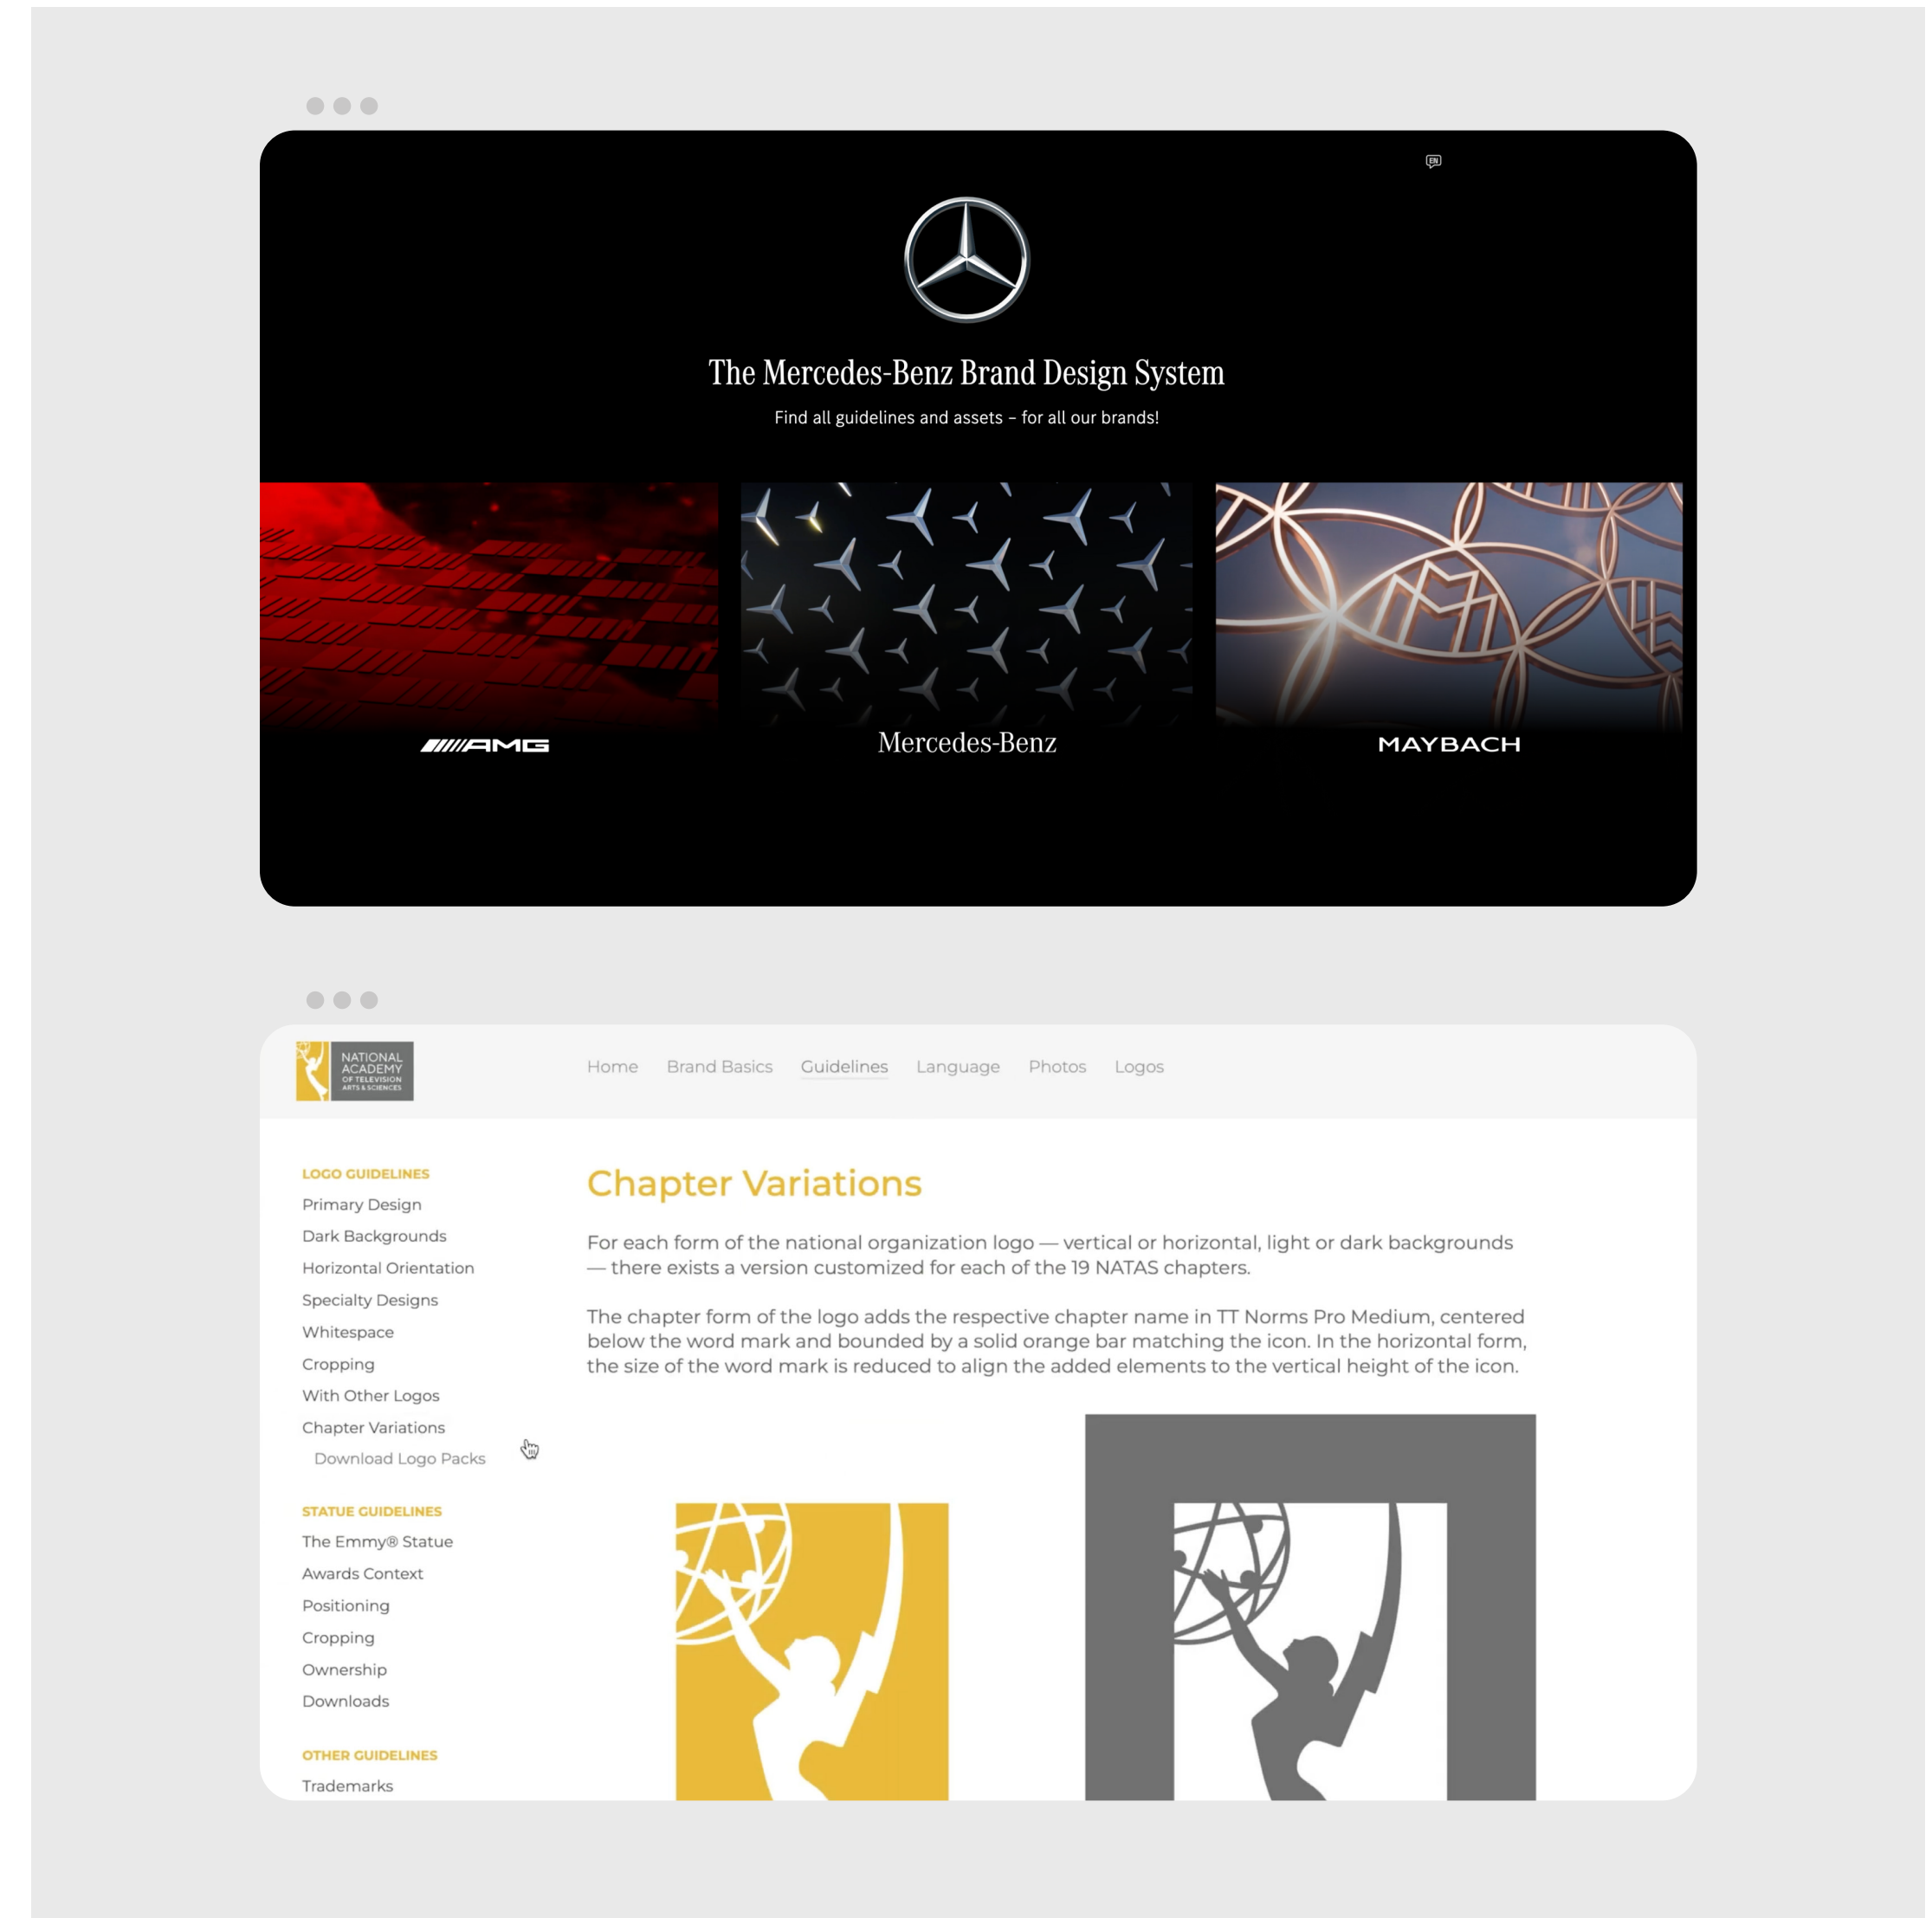 EN
The Mercedes-Benz Brand Design System
Find all guidelines and assets – for all our brands!
AMG
Mercedes-Benz
MAYBACH
NATIONAL
ACADEMY
OF TELEVISION
ARTS & SCIENCES
Home Brand Basics Guidelines Language Photos Logos
LOGO GUIDELINES
Primary Design
Dark Backgrounds
Horizontal Orientation
Specialty Designs
Whitespace
Cropping
With Other Logos
Chapter Variations
Download Logo Packs
STATUE GUIDELINES
The Emmy® Statue
Awards Context
Positioning
Cropping
Ownership
Downloads
OTHER GUIDELINES
Trademarks
Chapter Variations
For each form of the national organization logo — vertical or horizontal, light or dark backgrounds
— there exists a version customized for each of the 19 NATAS chapters.
The chapter form of the logo adds the respective chapter name in TT Norms Pro Medium, centered
below the word mark and bounded by a solid orange bar matching the icon. In the horizontal form,
the size of the word mark is reduced to align the added elements to the vertical height of the icon.